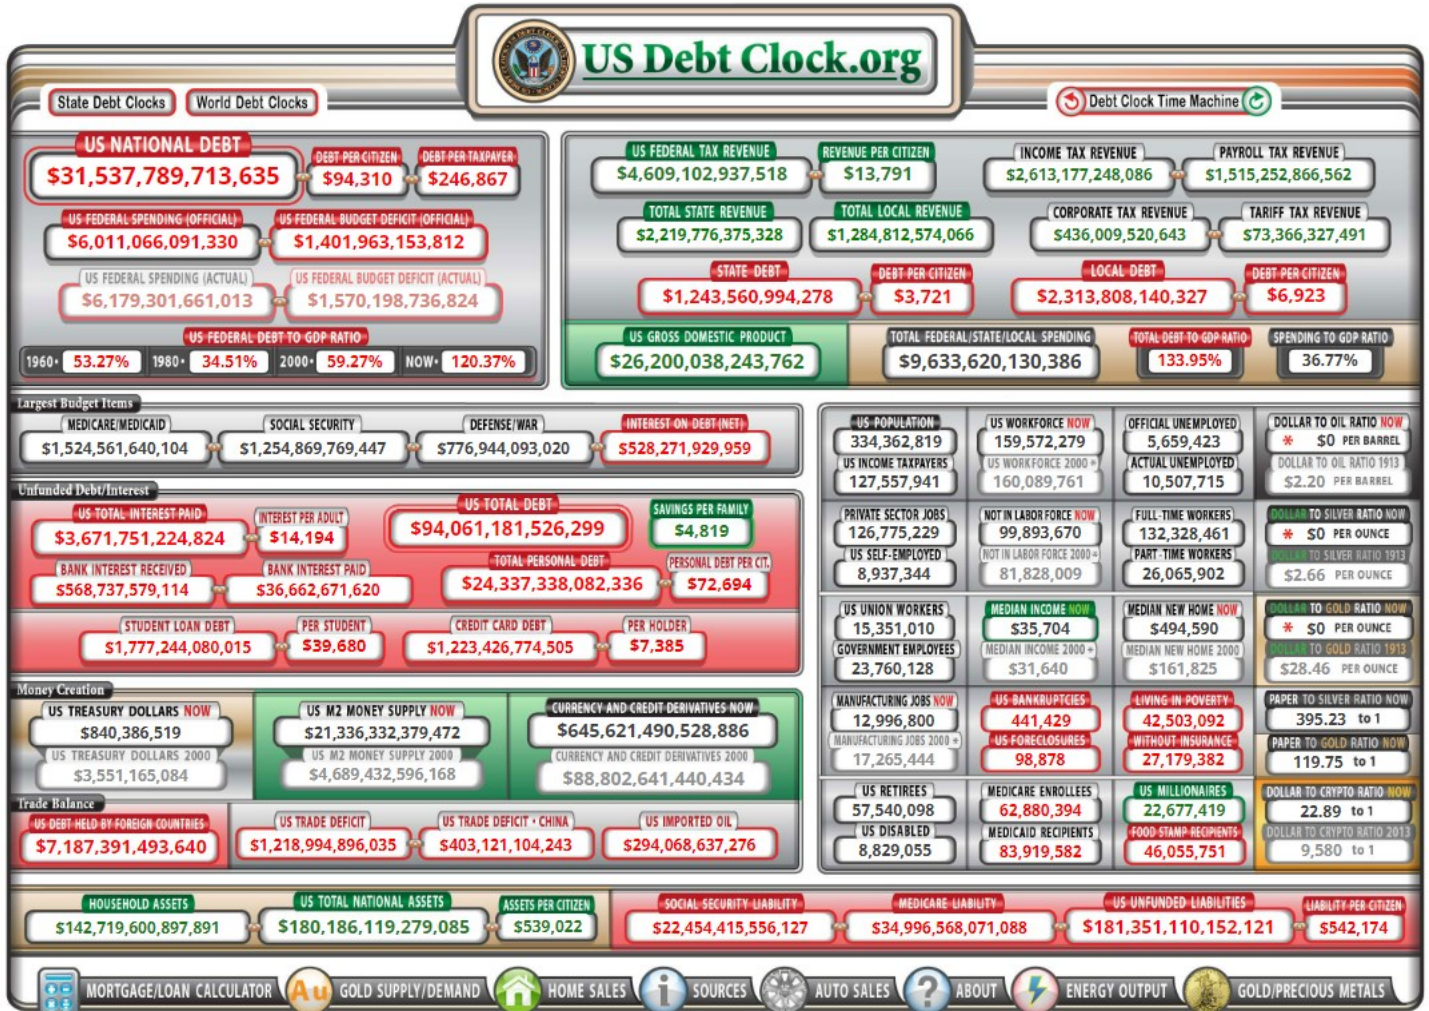 US Debt Clock.org
State Debt Clocks World Debt Clocks
Debt Clock Time Machine
US NATIONAL DEBT
$31,537,789,713,635
DEBT PER CITIZEN
$94,310
DEBT PER TAXPAYER
$246,867
US FEDERAL SPENDING (OFFICIAL)
$6,011,066,091,330
US FEDERAL BUDGET DEFICIT (OFFICIAL)
$1,401,963,153,812
US FEDERAL SPENDING (ACTUAL)
$6,179,301,661,013
US FEDERAL BUDGET DEFICIT (ACTUAL)
$1,570,198,736,824
US FEDERAL DEBT TO GDP RATIO
1960• 53.27% 1980• 34.51% 2000• 59.27% NOW• 120.37%
US FEDERAL TAX REVENUE
$4,609,102,937,518
REVENUE PER CITIZEN
$13,791
INCOME TAX REVENUE
$2,613,177,248,086
PAYROLL TAX REVENUE
$1,515,252,866,562
TOTAL STATE REVENUE
$2,219,776,375,328
TOTAL LOCAL REVENUE
$1,284,812,574,066
CORPORATE TAX REVENUE
$436,009,520,643
TARIFF TAX REVENUE
$73,366,327,491
STATE DEBT
$1,243,560,994,278
DEBT PER CITIZEN
$3,721
LOCAL DEBT
$2,313,808,140,327
DEBT PER CITIZEN
$6,923
US GROSS DOMESTIC PRODUCT
$26,200,038,243,762
TOTAL FEDERAL/STATE/LOCAL SPENDING
$9,633,620,130,386
TOTAL DEBT TO GDP RATIO
133.95%
SPENDING TO GDP RATIO
36.77%
Largest Budget Items
MEDICARE/MEDICAID
$1,524,561,640,104
SOCIAL SECURITY
$1,254,869,769,447
DEFENSE/WAR
$776,944,093,020
INTEREST ON DEBT (NET)
$528,271,929,959
Unfunded Debt/Interest
US TOTAL INTEREST PAID
$3,671,751,224,824
INTEREST PER ADULT
$14,194
US TOTAL DEBT
$94,061,181,526,299
SAVINGS PER FAMILY
$4,819
BANK INTEREST RECEIVED
$568,737,579,114
BANK INTEREST PAID
$36,662,671,620
TOTAL PERSONAL DEBT
$24,337,338,082,336
PERSONAL DEBT PER CIT.
$72,694
STUDENT LOAN DEBT
$1,777,244,080,015
PER STUDENT
$39,680
CREDIT CARD DEBT
$1,223,426,774,505
PER HOLDER
$7,385
Money Creation
US TREASURY DOLLARS NOW
$840,386,519
US TREASURY DOLLARS 2000
$3,551,165,084
US M2 MONEY SUPPLY NOW
$21,336,332,379,472
US M2 MONEY SUPPLY 2000
$4,689,432,596,168
CURRENCY AND CREDIT DERIVATIVES NOW
$645,621,490,528,886
CURRENCY AND CREDIT DERIVATIVES 2000
$88,802,641,440,434
Trade Balance
US DEBT HELD BY FOREIGN COUNTRIES
$7,187,391,493,640
US TRADE DEFICIT
$1,218,994,896,035
US TRADE DEFICIT • CHINA
$403,121,104,243
US IMPORTED OIL
$294,068,637,276
US POPULATION
334,362,819
US INCOME TAXPAYERS
127,557,941
US WORKFORCE NOW
159,572,279
US WORKFORCE 2000 *
160,089,761
OFFICIAL UNEMPLOYED
5,659,423
ACTUAL UNEMPLOYED
10,507,715
DOLLAR TO OIL RATIO NOW
* $0 PER BARREL
DOLLAR TO OIL RATIO 1913
$2.20 PER BARREL
PRIVATE SECTOR JOBS
126,775,229
US SELF-EMPLOYED
8,937,344
NOT IN LABOR FORCE NOW
99,893,670
NOT IN LABOR FORCE 2000 *
81,828,009
FULL-TIME WORKERS
132,328,461
PART-TIME WORKERS
26,065,902
DOLLAR TO SILVER RATIO NOW
* $0 PER OUNCE
DOLLAR TO SILVER RATIO 1913
$2.66 PER OUNCE
US UNION WORKERS
15,351,010
GOVERNMENT EMPLOYEES
23,760,128
MEDIAN INCOME NOW
$35,704
MEDIAN INCOME 2000 *
$31,640
MEDIAN NEW HOME NOW
$494,590
MEDIAN NEW HOME 2000
$161,825
DOLLAR TO GOLD RATIO NOW
* $0 PER OUNCE
DOLLAR TO GOLD RATIO 1913
$28.46 PER OUNCE
MANUFACTURING JOBS NOW
12,996,800
MANUFACTURING JOBS 2000 *
17,265,444
US BANKRUPTCIES
441,429
US FORECLOSURES
98,878
LIVING IN POVERTY
42,503,092
WITHOUT INSURANCE
27,179,382
PAPER TO SILVER RATIO NOW
395.23 to 1
PAPER TO GOLD RATIO NOW
119.75 to 1
US RETIREES
57,540,098
US DISABLED
8,829,055
MEDICARE ENROLLEES
62,880,394
MEDICAID RECIPIENTS
83,919,582
US MILLIONAIRES
22,677,419
FOOD STAMP RECIPIENTS
46,055,751
DOLLAR TO CRYPTO RATIO NOW
22.89 to 1
DOLLAR TO CRYPTO RATIO 2013
9,580 to 1
HOUSEHOLD ASSETS
$142,719,600,897,891
US TOTAL NATIONAL ASSETS
$180,186,119,279,085
ASSETS PER CITIZEN
$539,022
SOCIAL SECURITY LIABILITY
$22,454,415,556,127
MEDICARE LIABILITY
$34,996,568,071,088
US UNFUNDED LIABILITIES
$181,351,110,152,121
LIABILITY PER CITIZEN
$542,174
MORTGAGE/LOAN CALCULATOR Au GOLD SUPPLY/DEMAND HOME SALES i SOURCES AUTO SALES ? ABOUT ENERGY OUTPUT GOLD/PRECIOUS METALS